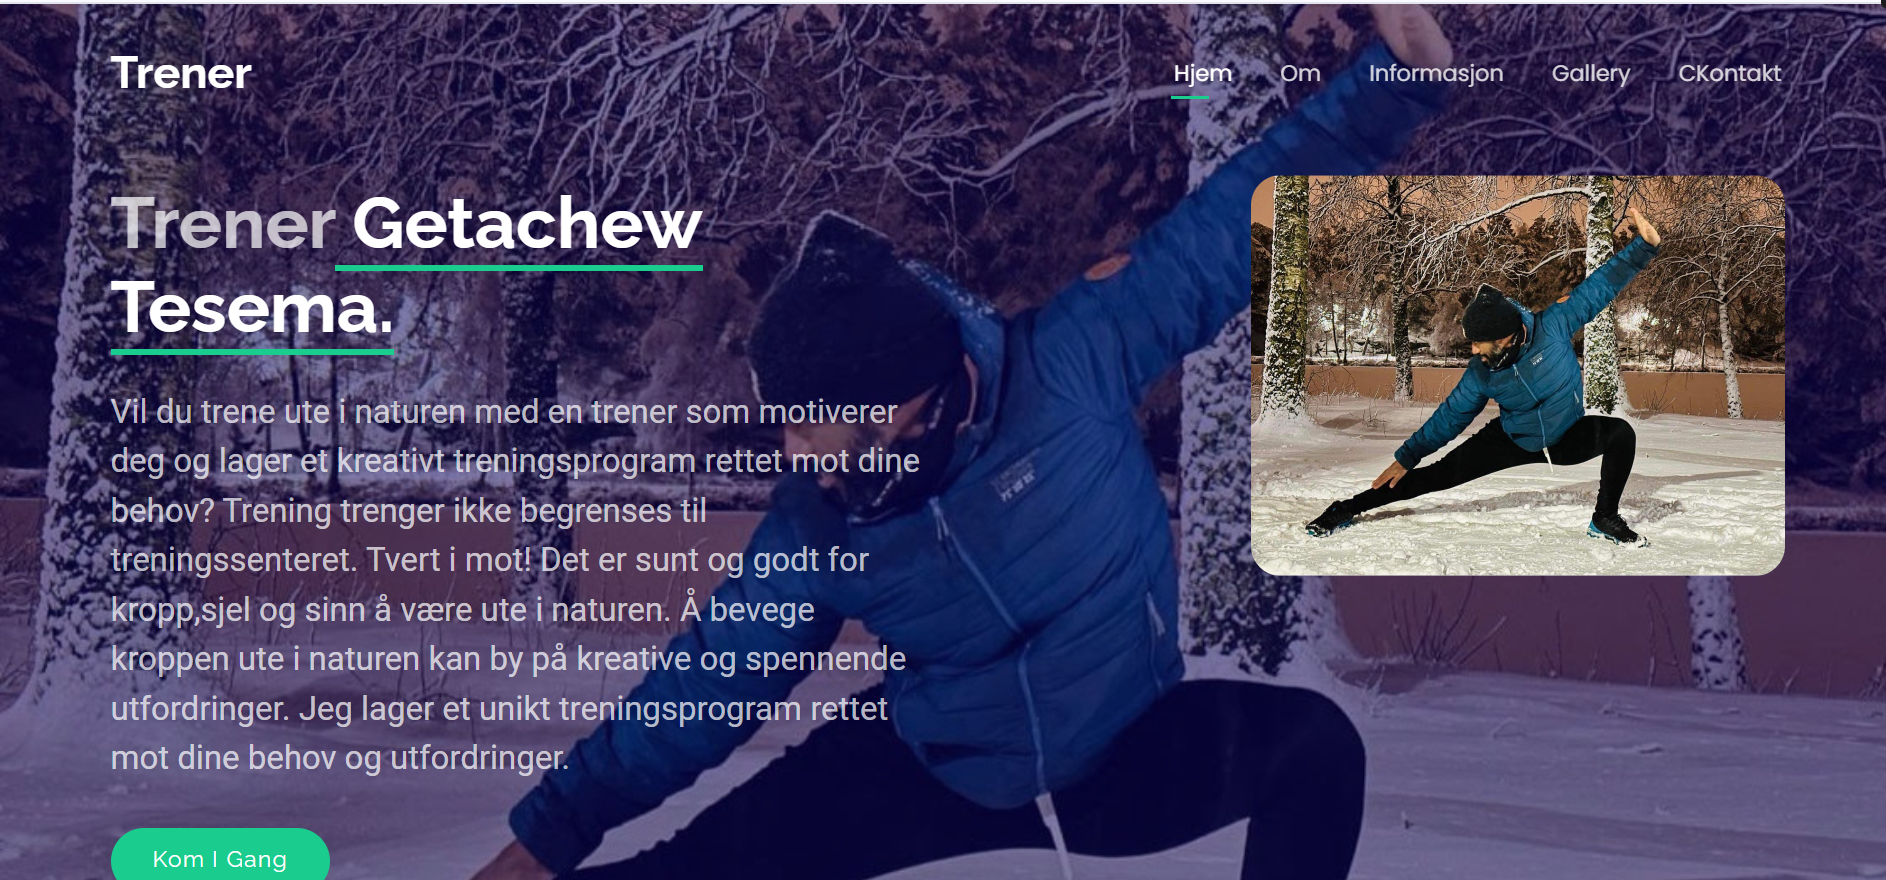 Trener
Hjem Om Informasjon Gallery CKontakt
Trener Getachew
Tesema.
Vil du trene ute i naturen med en trener som motiverer
deg og lager et kreativt treningsprogram rettet mot dine
behov? Trening trenger ikke begrenses til
treningssenteret. Tvert i mot! Det er sunt og godt for
kropp,sjel og sinn å være ute i naturen. Å bevege
kroppen ute i naturen kan by på kreative og spennende
utfordringer. Jeg lager et unikt treningsprogram rettet
mot dine behov og utfordringer.
Kom I Gang